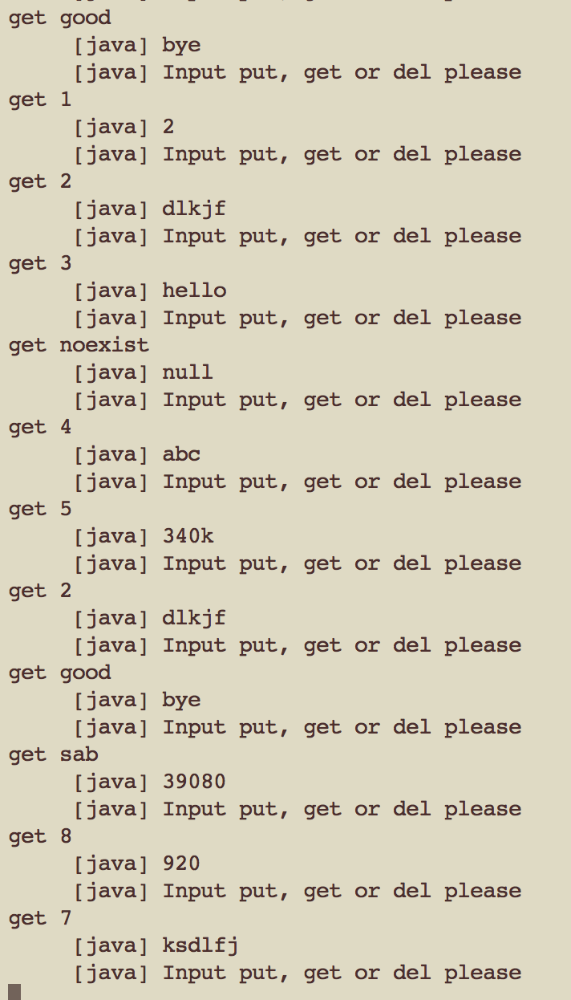 get good
[java] bye
[java] Input put, get or del please
get 1
[java] 2
[java] Input put, get or del please
get 2
[java] dlkjf
[java] Input put, get or del please
get 3
[java] hello
[java] Input put, get or del please
get noexist
[java] null
[java] Input put, get or del please
get 4
[java] abc
[java] Input put, get or del please
get 5
[java] 340k
[java] Input put, get or del please
get 2
[java] dlkjf
[java] Input put, get or del please
get good
[java] bye
[java] Input put, get or del please
get sab
[java] 39080
[java] Input put, get or del please
get 8
[java] 920
[java] Input put, get or del please
get 7
[java] ksdlfj
[java] Input put, get or del please